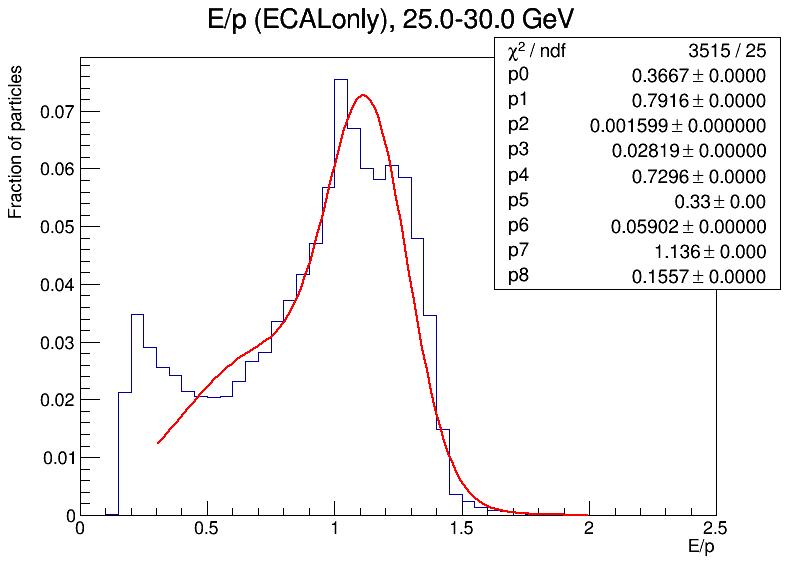 E/p (ECALonly), 25.0-30.0 GeV
χ² / ndf 3515 / 25
p0 0.3667 ± 0.0000
p1 0.7916 ± 0.0000
p2 0.001599 ± 0.000000
p3 0.02819 ± 0.00000
p4 0.7296 ± 0.0000
p5 0.33 ± 0.00
p6 0.05902 ± 0.00000
p7 1.136 ± 0.000
p8 0.1557 ± 0.0000
Fraction of particles
0.07
0.06
0.05
0.04
0.03
0.02
0.01
0
0 0.5 1 1.5 2 2.5
E/p